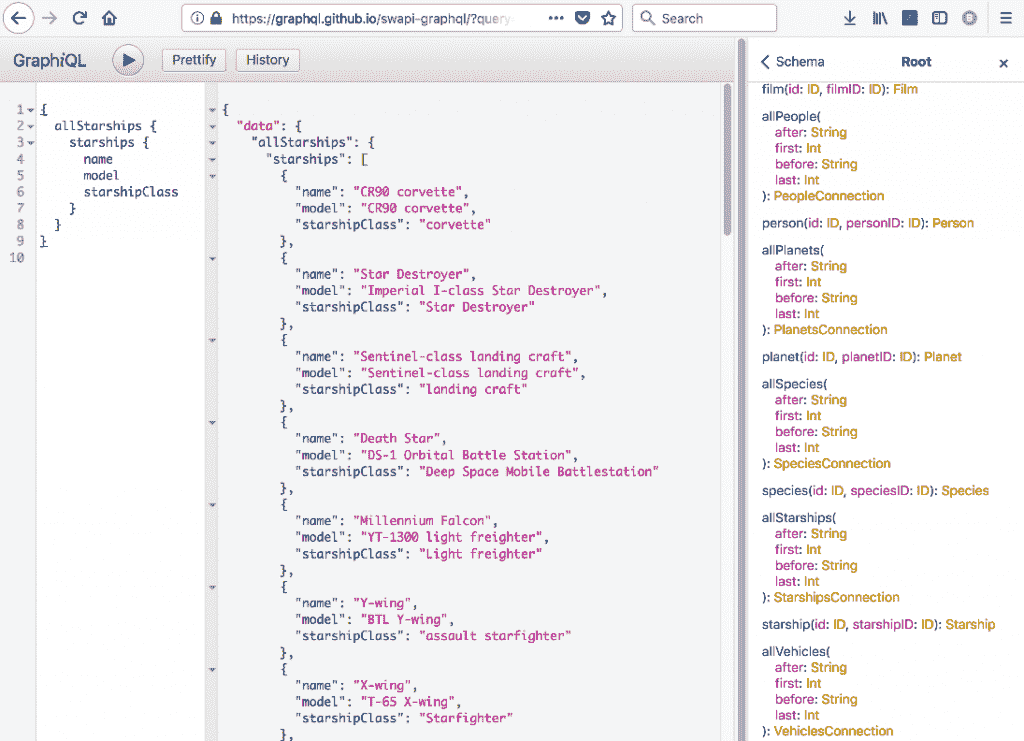 https://graphql.github.io/swapi-graphql/?query
Search
GraphiQL
Prettify
History
1 {
2 allStarships {
3 starships {
4 name
5 model
6 starshipClass
7 }
8 }
9 }
10
{
"data": {
"allStarships": {
"starships": [
{
"name": "CR90 corvette",
"model": "CR90 corvette",
"starshipClass": "corvette"
},
{
"name": "Star Destroyer",
"model": "Imperial I-class Star Destroyer",
"starshipClass": "Star Destroyer"
},
{
"name": "Sentinel-class landing craft",
"model": "Sentinel-class landing craft",
"starshipClass": "landing craft"
},
{
"name": "Death Star",
"model": "DS-1 Orbital Battle Station",
"starshipClass": "Deep Space Mobile Battlestation"
},
{
"name": "Millennium Falcon",
"model": "YT-1300 light freighter",
"starshipClass": "Light freighter"
},
{
"name": "Y-wing",
"model": "BTL Y-wing",
"starshipClass": "assault starfighter"
},
{
"name": "X-wing",
"model": "T-65 X-wing",
"starshipClass": "Starfighter"
},
Schema
Root
film(id: ID, filmID: ID): Film
allPeople(
after: String
first: Int
before: String
last: Int
): PeopleConnection
person(id: ID, personID: ID): Person
allPlanets(
after: String
first: Int
before: String
last: Int
): PlanetsConnection
planet(id: ID, planetID: ID): Planet
allSpecies(
after: String
first: Int
before: String
last: Int
): SpeciesConnection
species(id: ID, speciesID: ID): Species
allStarships(
after: String
first: Int
before: String
last: Int
): StarshipsConnection
starship(id: ID, starshipID: ID): Starship
allVehicles(
after: String
first: Int
before: String
last: Int
): VehiclesConnection